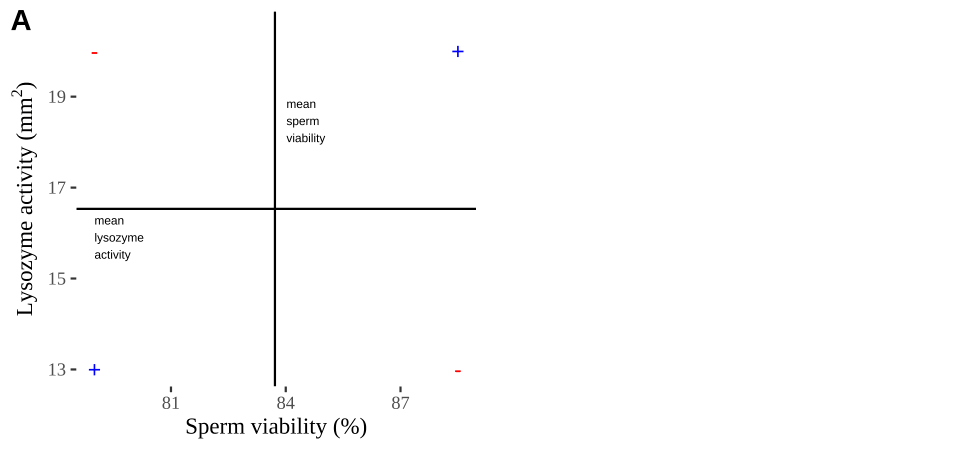 A
-
+
19
mean
sperm
viability
17
mean
lysozyme
activity
15
13
+
-
81 84 87
Sperm viability (%)
Lysozyme activity (mm²)